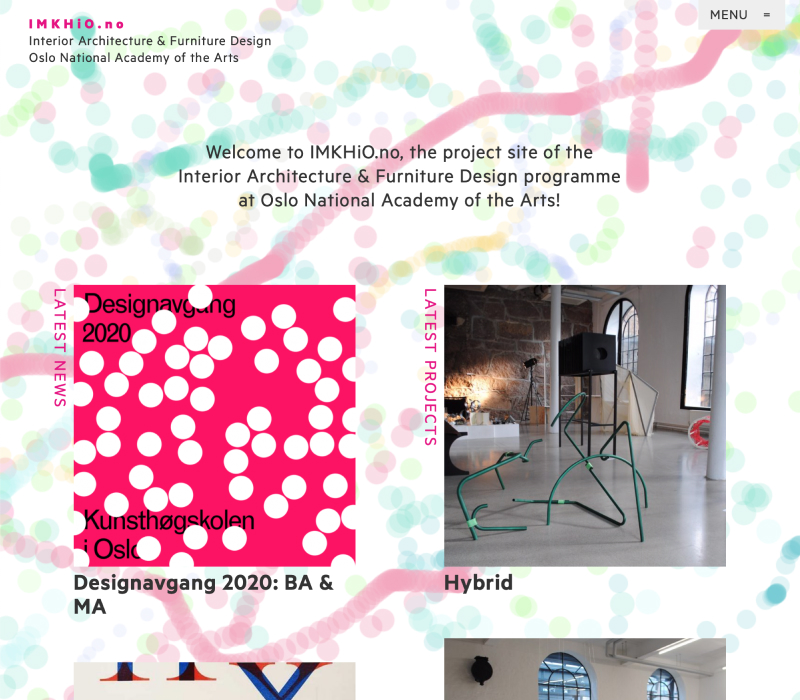 IMKHiO.no
Interior Architecture & Furniture Design
Oslo National Academy of the Arts
MENU =
Welcome to IMKHiO.no, the project site of the
Interior Architecture & Furniture Design programme
at Oslo National Academy of the Arts!
LATEST NEWS
Designavgang
2020
Kunsthøgskolen
i Oslo
Designavgang 2020: BA &
MA
LATEST PROJECTS
Hybrid